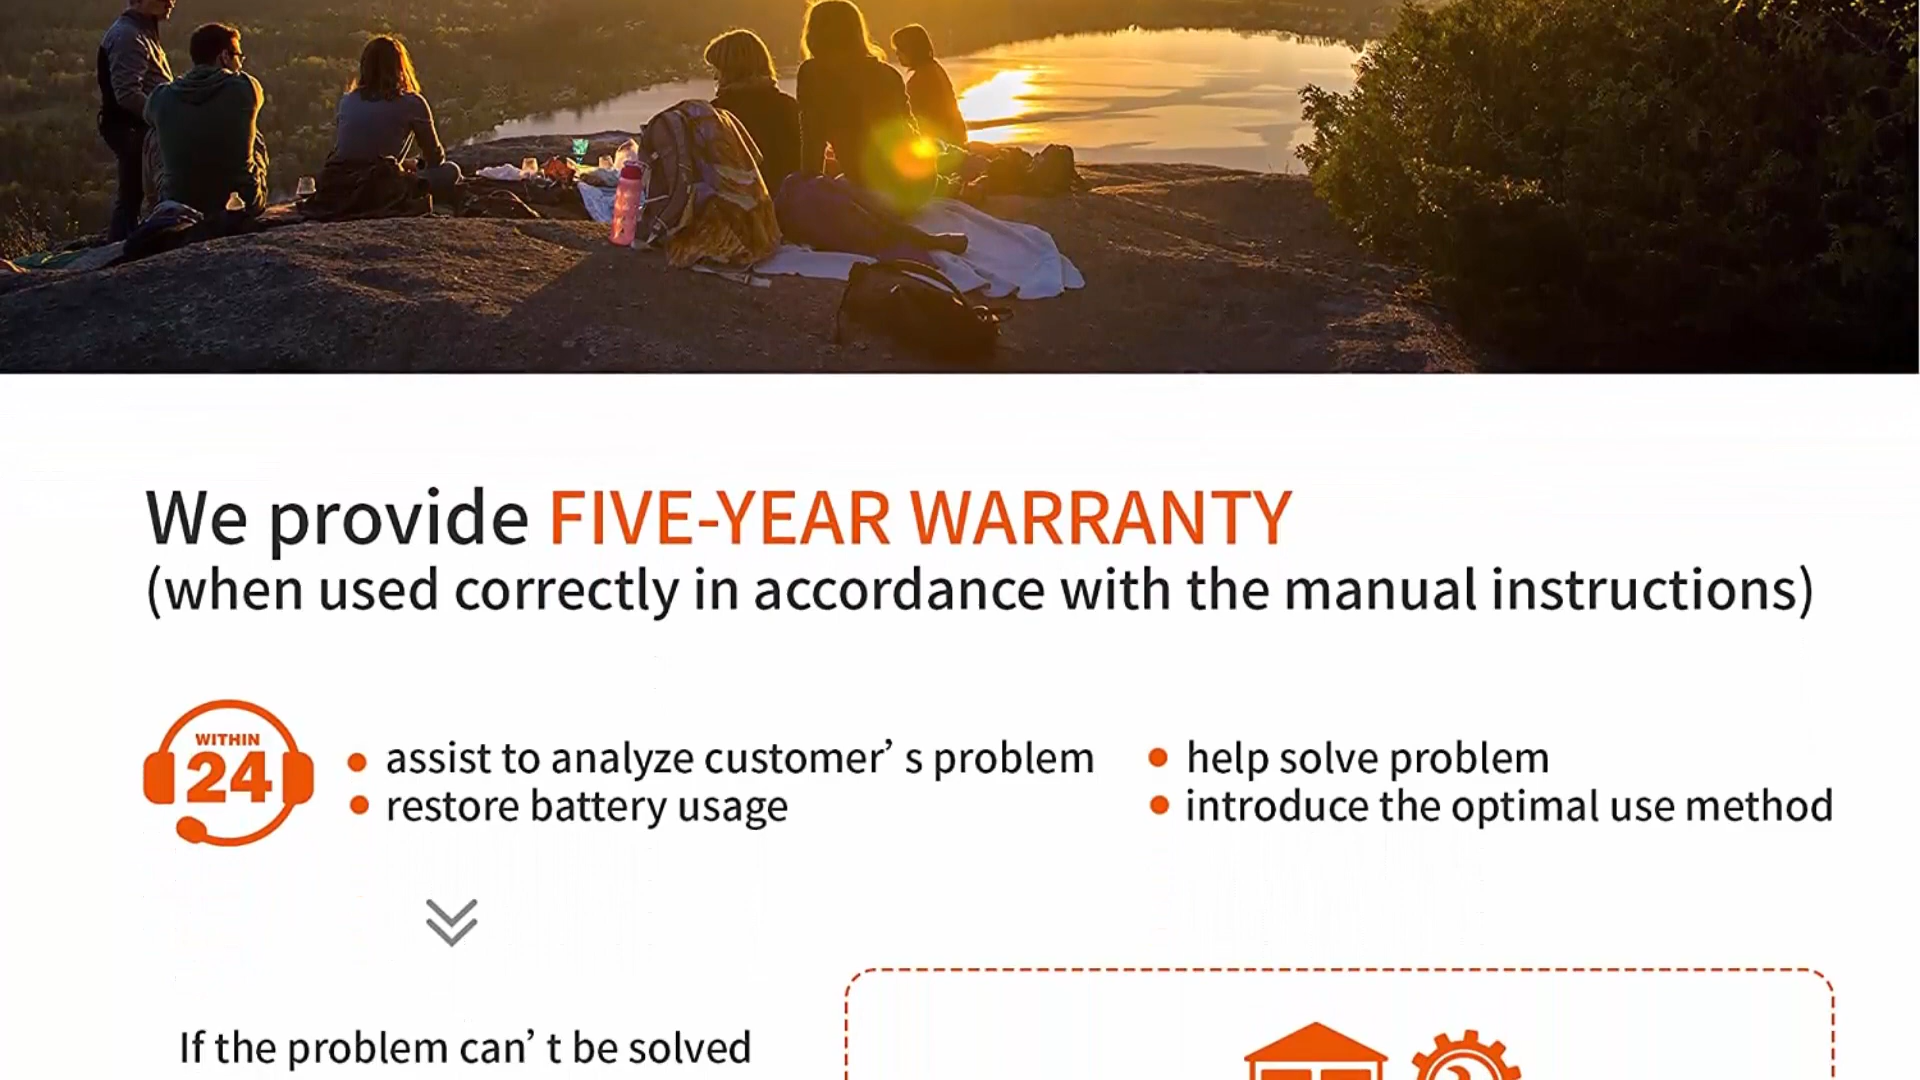 We provide FIVE-YEAR WARRANTY
(when used correctly in accordance with the manual instructions)
WITHIN
24
assist to analyze customer’s problem
restore battery usage
help solve problem
introduce the optimal use method
If the problem can’t be solved